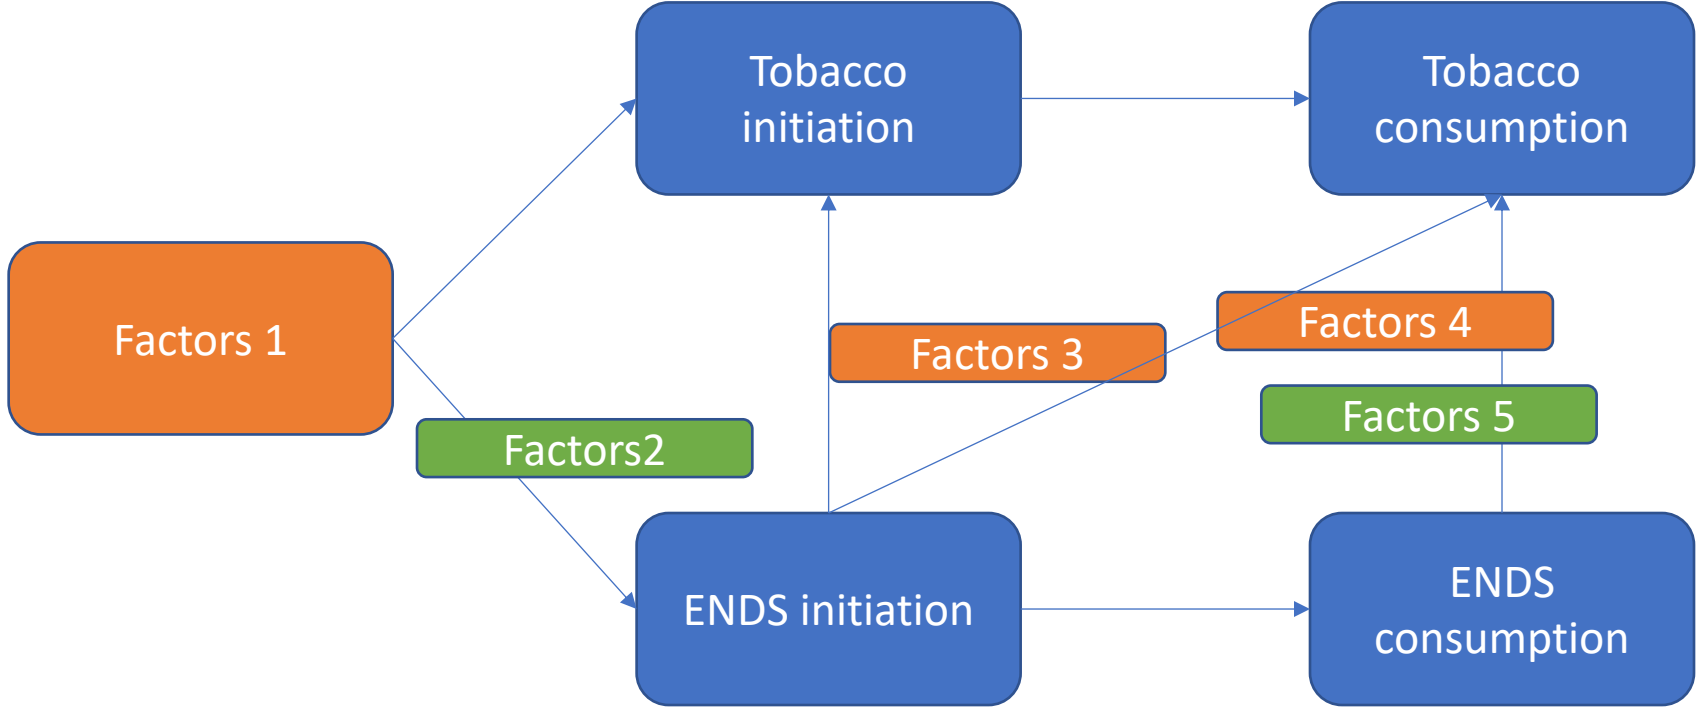 Tobacco
initiation
Tobacco
consumption
Factors 1
Factors 3
Factors 4
Factors2
Factors 5
ENDS initiation
ENDS
consumption